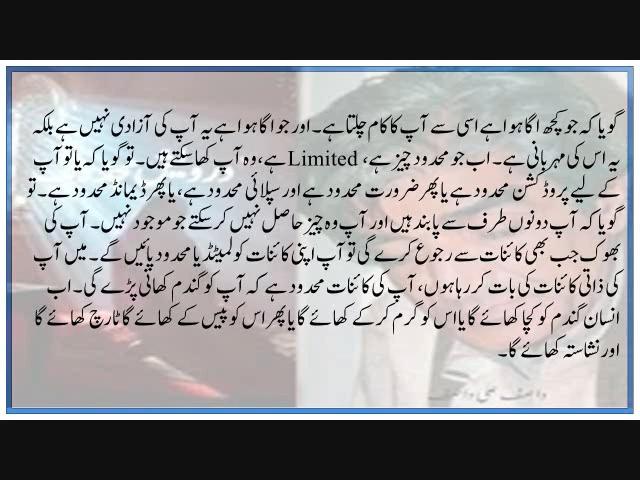 گویا کہ جو کچھ اگا ہوا ہے اسی سے آپ کا کام چلتا ہے۔ اور جو اگا ہوا ہے یہ آپ کی آزادی نہیں ہے بلکہ
یہ اس کی مہربانی ہے۔ اب جو محدود چیز ہے، Limited ہے، وہ آپ کھا سکتے ہیں۔ تو گویا کہ یا تو آپ
کے لیے پروڈکشن محدود ہے یا پھر ضرورت محدود ہے اور سپلائی محدود ہے، یا پھر ڈیمانڈ محدود ہے۔ تو
گویا کہ آپ دونوں طرف سے پابند ہیں اور آپ وہ چیز حاصل نہیں کر سکتے جو موجود نہیں۔ آپ کی
بھوک جب بھی کائنات سے رجوع کرے گی تو آپ اپنی کائنات کو لمیٹڈ یا محدود پائیں گے۔ میں آپ
کی ذاتی کائنات کی بات کر رہا ہوں، آپ کی کائنات محدود ہے کہ آپ کو گندم کھانی پڑے گی۔ اب
انسان گندم کو کچا کھائے گا یا اس کو گرم کر کے کھائے گا یا پھر اس کو پیس کے کھائے گا ٹارچ کھائے گا
اور نشاستہ کھائے گا۔
واصف علی واصف